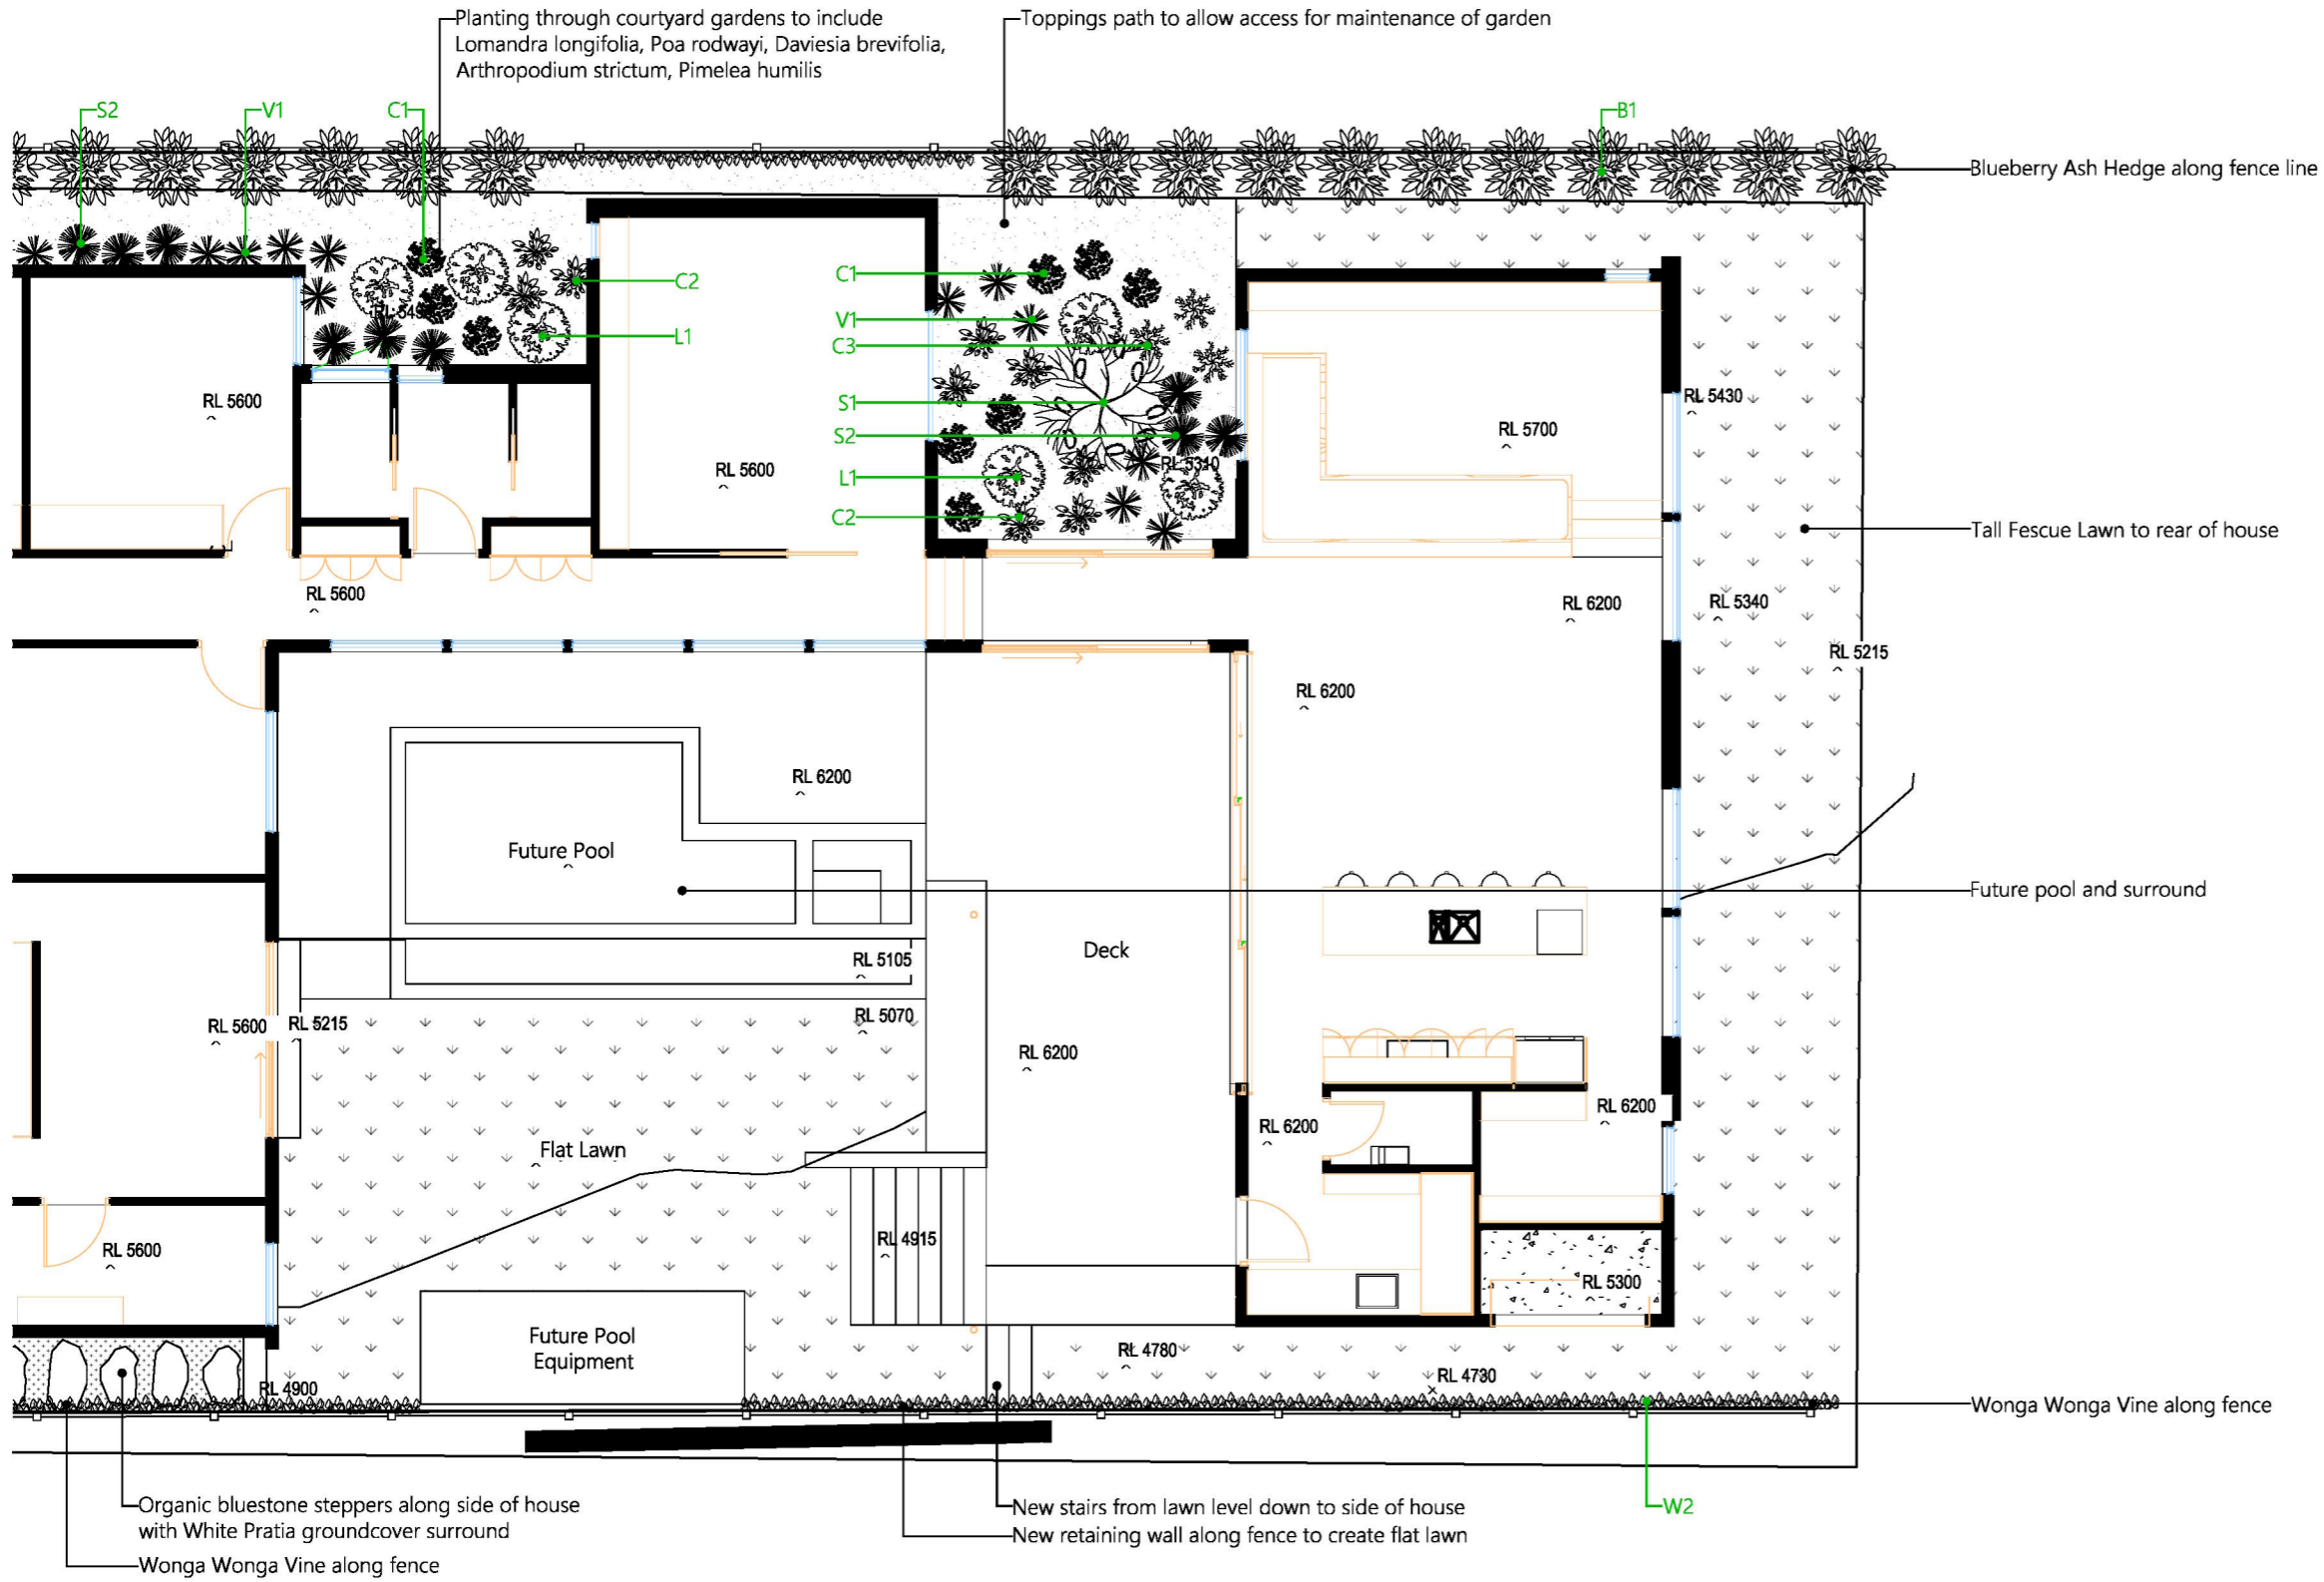 Planting through courtyard gardens to include
Lomandra longifolia, Poa rodwayi, Daviesia brevifolia,
Arthropodium strictum, Pimelea humilis
Toppings path to allow access for maintenance of garden
S2
V1
C1
B1
Blueberry Ash Hedge along fence line
C2
L1
C1
V1
C3
S1
S2
L1
C2
RL 5310
RL 5600
RL 5600
RL 5700
RL 5430
Tall Fescue Lawn to rear of house
RL 5600
RL 6200
RL 5340
RL 5215
RL 6200
RL 6200
Future Pool
Future pool and surround
Deck
RL 5105
RL 5600
RL 5215
RL 5070
RL 6200
RL 6200
RL 6200
Flat Lawn
RL 5600
RL 4915
RL 5300
Future Pool
Equipment
RL 4780
RL 4900
RL 4730
Wonga Wonga Vine along fence
Organic bluestone steppers along side of house
with White Pratia groundcover surround
Wonga Wonga Vine along fence
New stairs from lawn level down to side of house
New retaining wall along fence to create flat lawn
W2